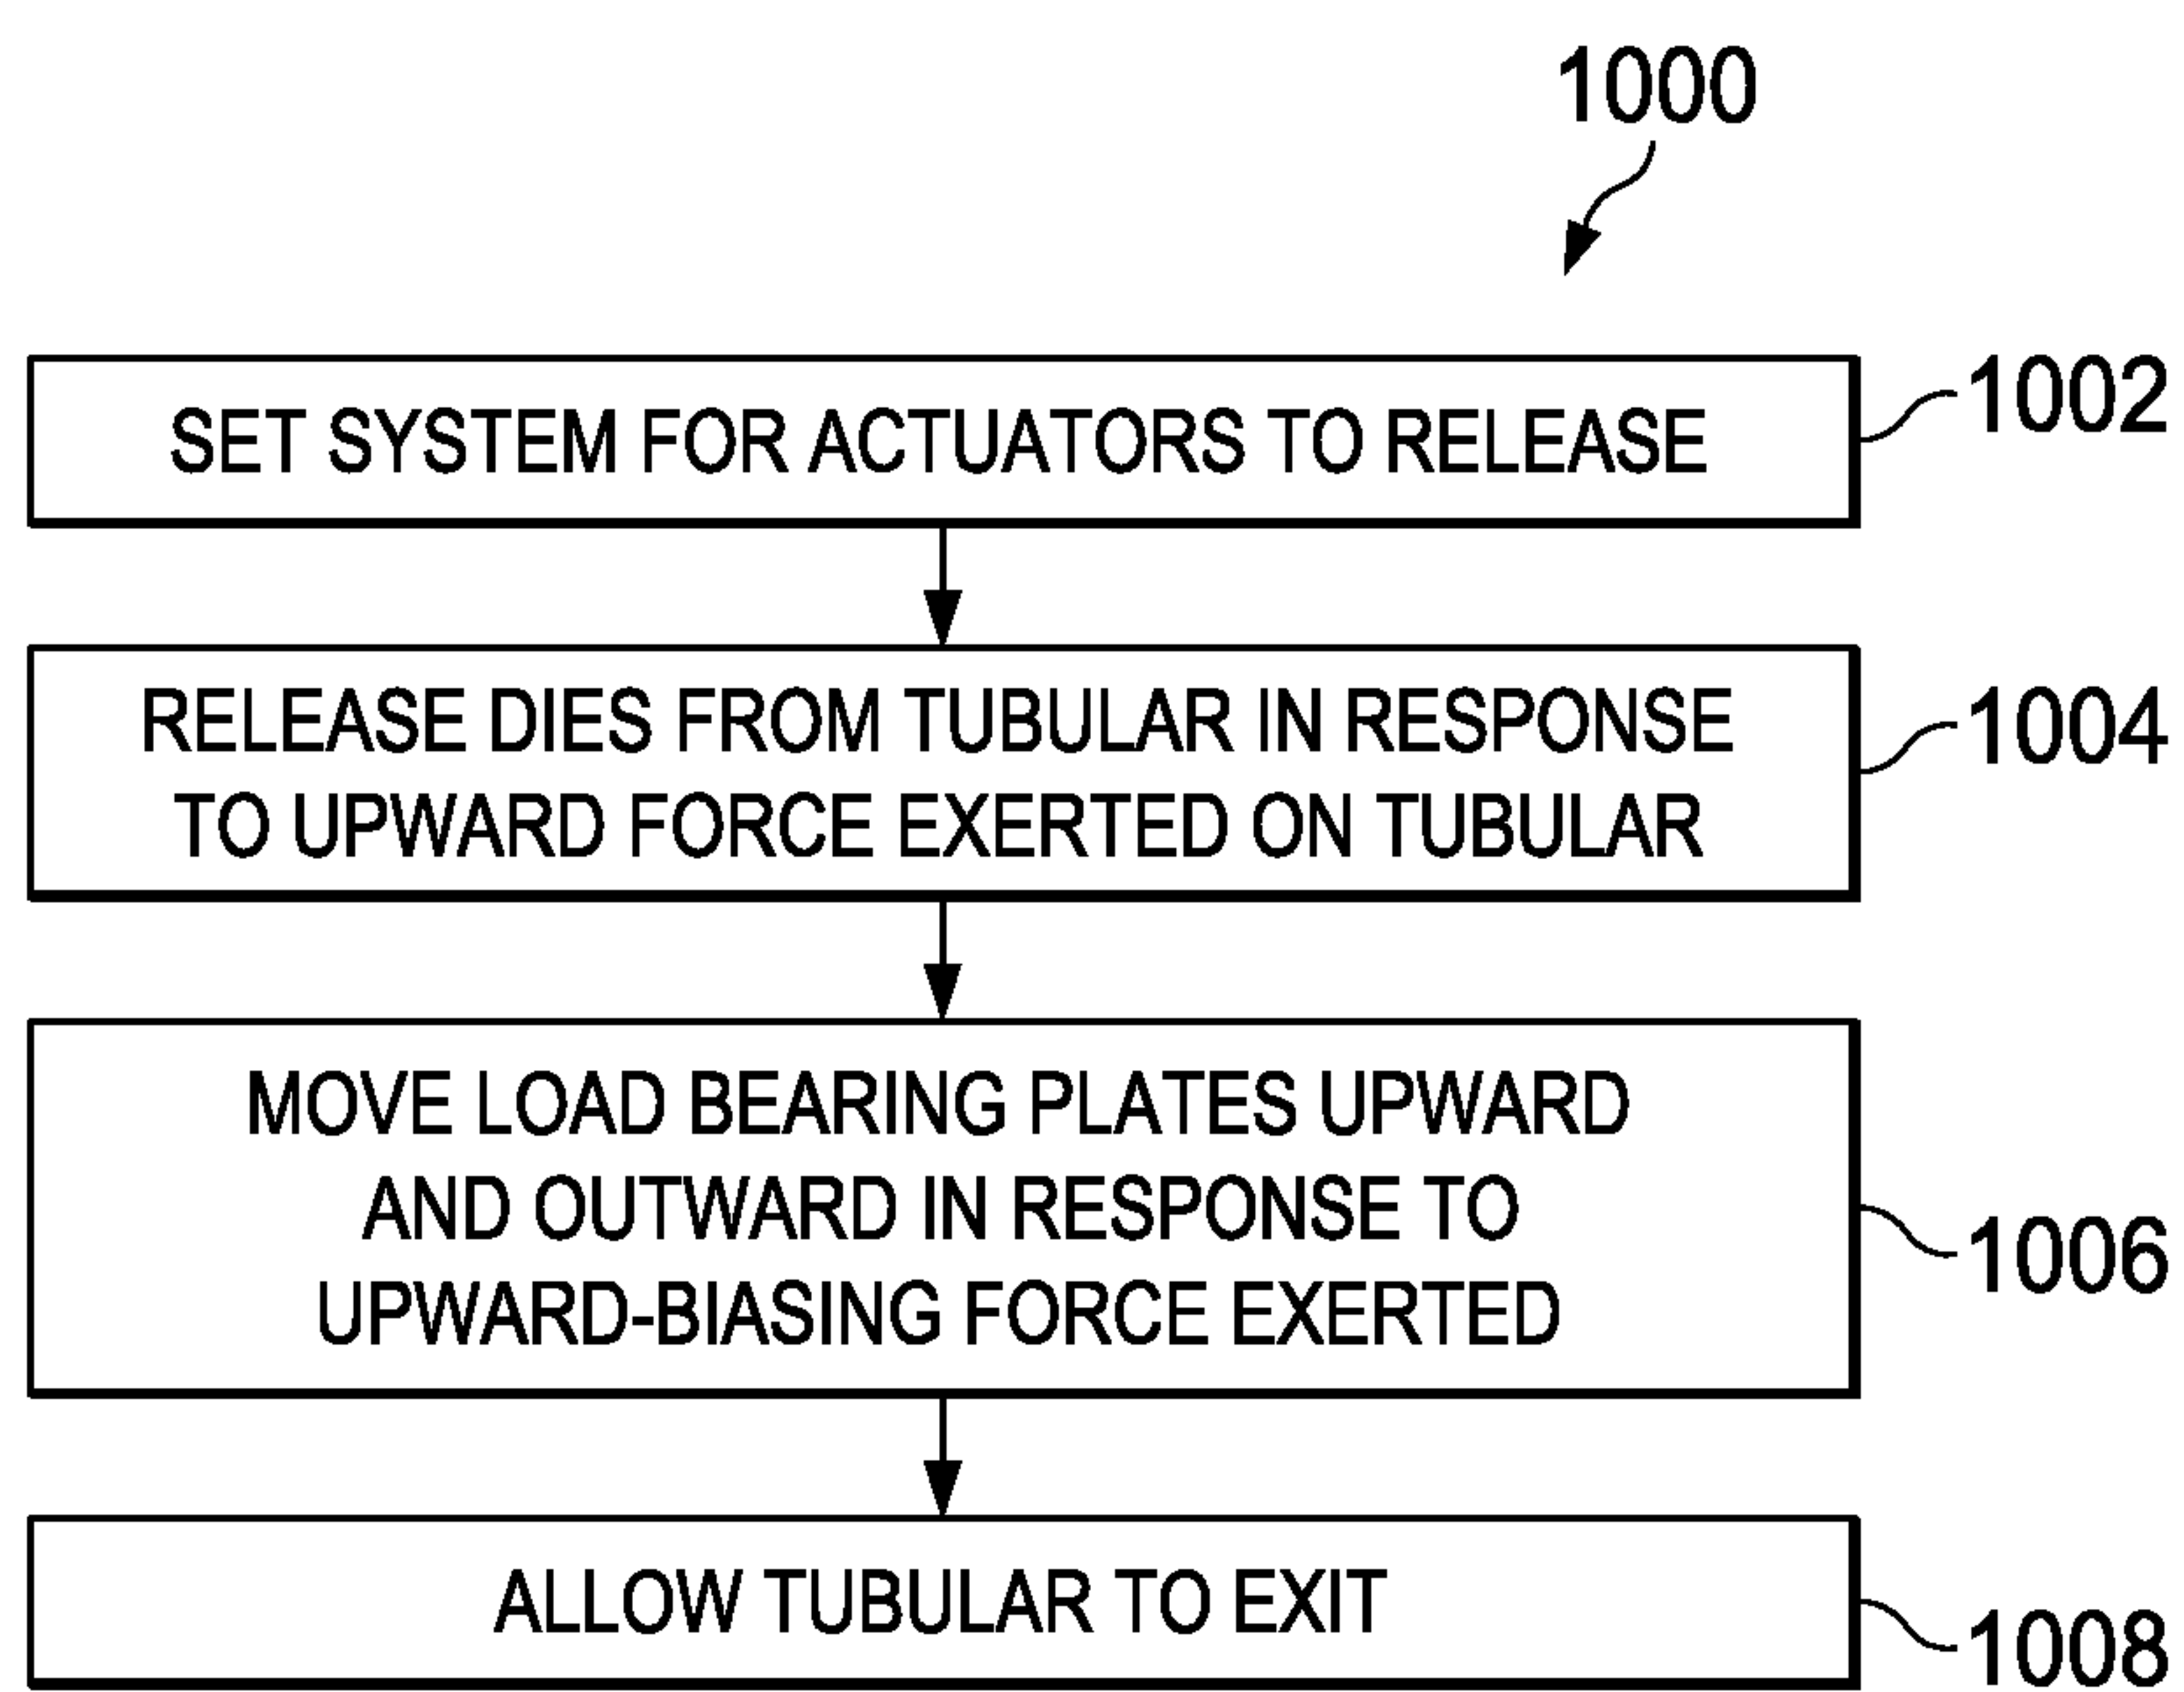 1000
SET SYSTEM FOR ACTUATORS TO RELEASE
1002
RELEASE DIES FROM TUBULAR IN RESPONSE
TO UPWARD FORCE EXERTED ON TUBULAR
1004
MOVE LOAD BEARING PLATES UPWARD
AND OUTWARD IN RESPONSE TO
UPWARD-BIASING FORCE EXERTED
1006
ALLOW TUBULAR TO EXIT
1008